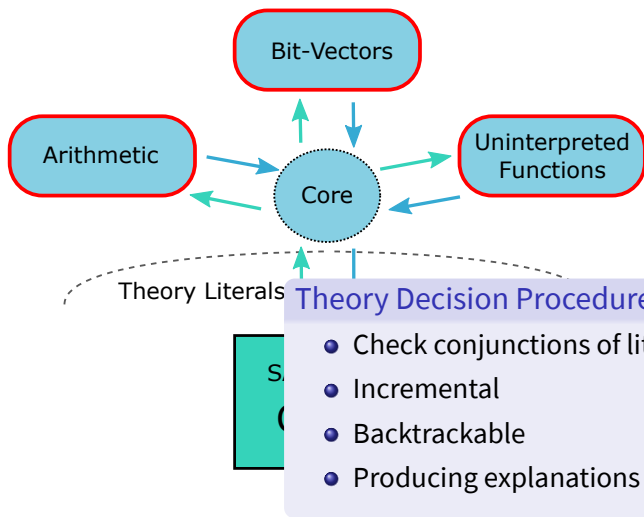 Bit-Vectors
Arithmetic
Uninterpreted
Functions
Core
Theory Literals
Theory Decision Procedure
Check conjunctions of
Incremental
Backtrackable
Producing explanations